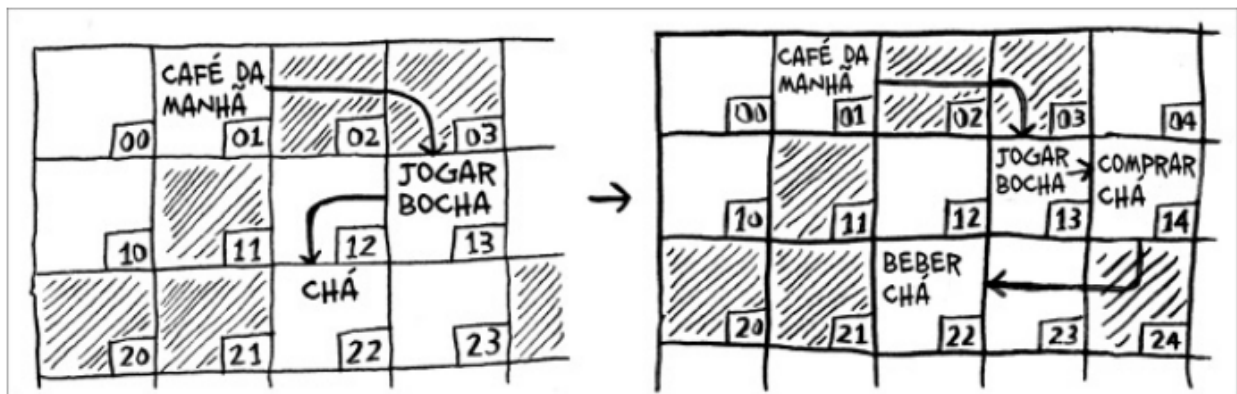 CAFÉ DA
MANHÃ
00
01
02
03
JOGAR
BOCHA
10
11
12
13
CHÁ
20
21
22
23
CAFÉ DA
MANHÃ
00
01
02
03
04
JOGAR
BOCHA
COMPRAR
CHÁ
10
11
12
13
14
BEBER
CHÁ
20
21
22
23
24